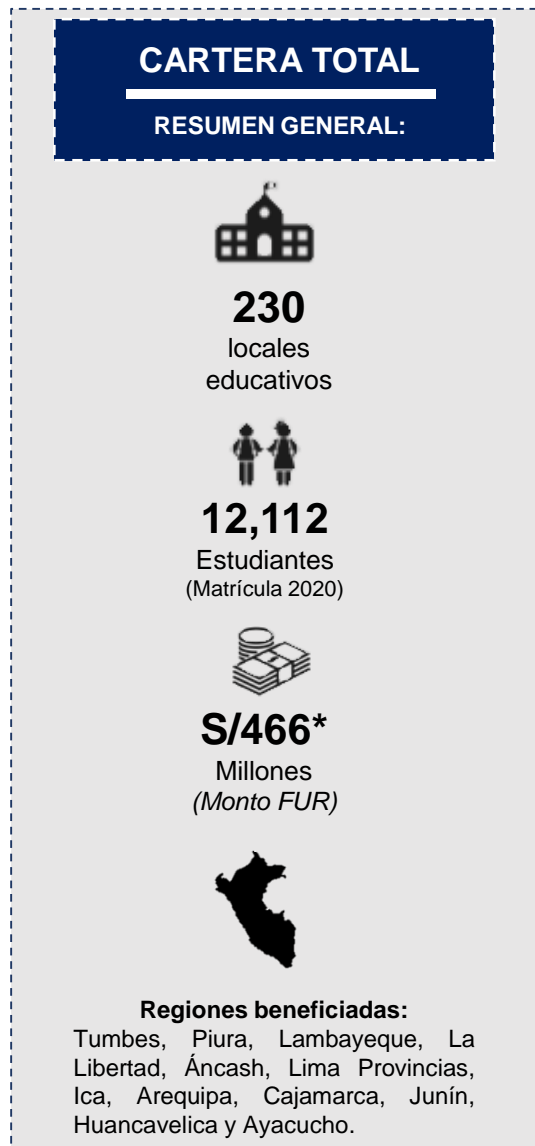 CARTERA TOTAL
RESUMEN GENERAL:
230
locales
educativos
12,112
Estudiantes
(Matrícula 2020)
S/466*
Millones
(Monto FUR)
Regiones beneficiadas:
Tumbes, Piura, Lambayeque, La
Libertad, Áncash, Lima Provincias,
Ica, Arequipa, Cajamarca, Junín,
Huancavelica y Ayacucho.